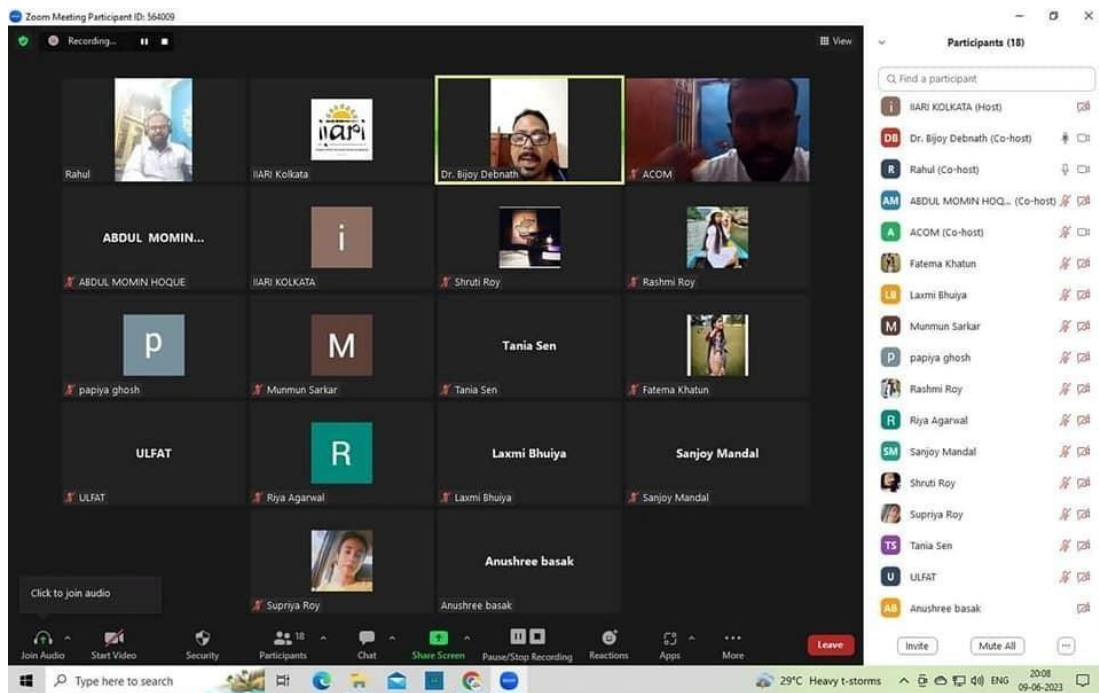 Zoom Meeting Participant ID: 564009
Recording...
View
Rahul
IIARI
IIARI Kolkata
Dr. Bijoy Debnath
ACOM
ABDUL MOMIN...
ABDUL MOMIN HOQUE
i
IIARI KOLKATA
Shruti Roy
Rashmi Roy
p
papiya ghosh
M
Munmun Sarkar
Tania Sen
Tania Sen
Fatema Khatun
ULFAT
ULFAT
R
Riya Agarwal
Laxmi Bhuiya
Laxmi Bhuiya
Sanjoy Mandal
Sanjoy Mandal
Supriya Roy
Anushree basak
Anushree basak
Click to join audio
Join Audio
Start Video
Security
18
Participants
Chat
Share Screen
Pause/Stop Recording
Reactions
Apps
More
Leave
Participants (18)
Find a participant
i IIARI KOLKATA (Host)
DB Dr. Bijoy Debnath (Co-host)
R Rahul (Co-host)
AM ABDUL MOMIN HOQ... (Co-host)
A ACOM (Co-host)
Fatema Khatun
LB Laxmi Bhuiya
M Munmun Sarkar
p papiya ghosh
Rashmi Roy
R Riya Agarwal
SM Sanjoy Mandal
Shruti Roy
Supriya Roy
TS Tania Sen
U ULFAT
AB Anushree basak
Invite
Mute All
Type here to search
29°C Heavy t-storms
ENG
20:08
09-06-2023